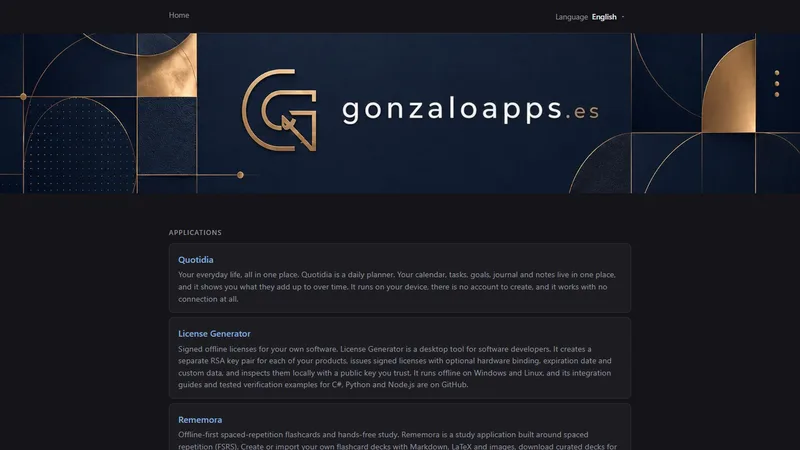 Home
Language English
gonzaloapps.es
APPLICATIONS
Quotidia
Your everyday life, all in one place. Quotidia is a daily planner. Your calendar, tasks, goals, journal and notes live in one place,
and it shows you what they add up to over time. It runs on your device, there is no account to create, and it works with no
connection at all.
License Generator
Signed offline licenses for your own software. License Generator is a desktop tool for software developers. It creates a
separate RSA key pair for each of your products, issues signed licenses with optional hardware binding, expiration date and
custom data, and inspects them locally with a public key you trust. It runs offline on Windows and Linux, and its integration
guides and tested verification examples for C#, Python and Node.js are on GitHub.
Rememora
Offline-first spaced-repetition flashcards and hands-free study. Rememora is a study application built around spaced
repetition (FSRS). Create or import your own flashcard decks with Markdown, LaTeX and images, download curated decks for